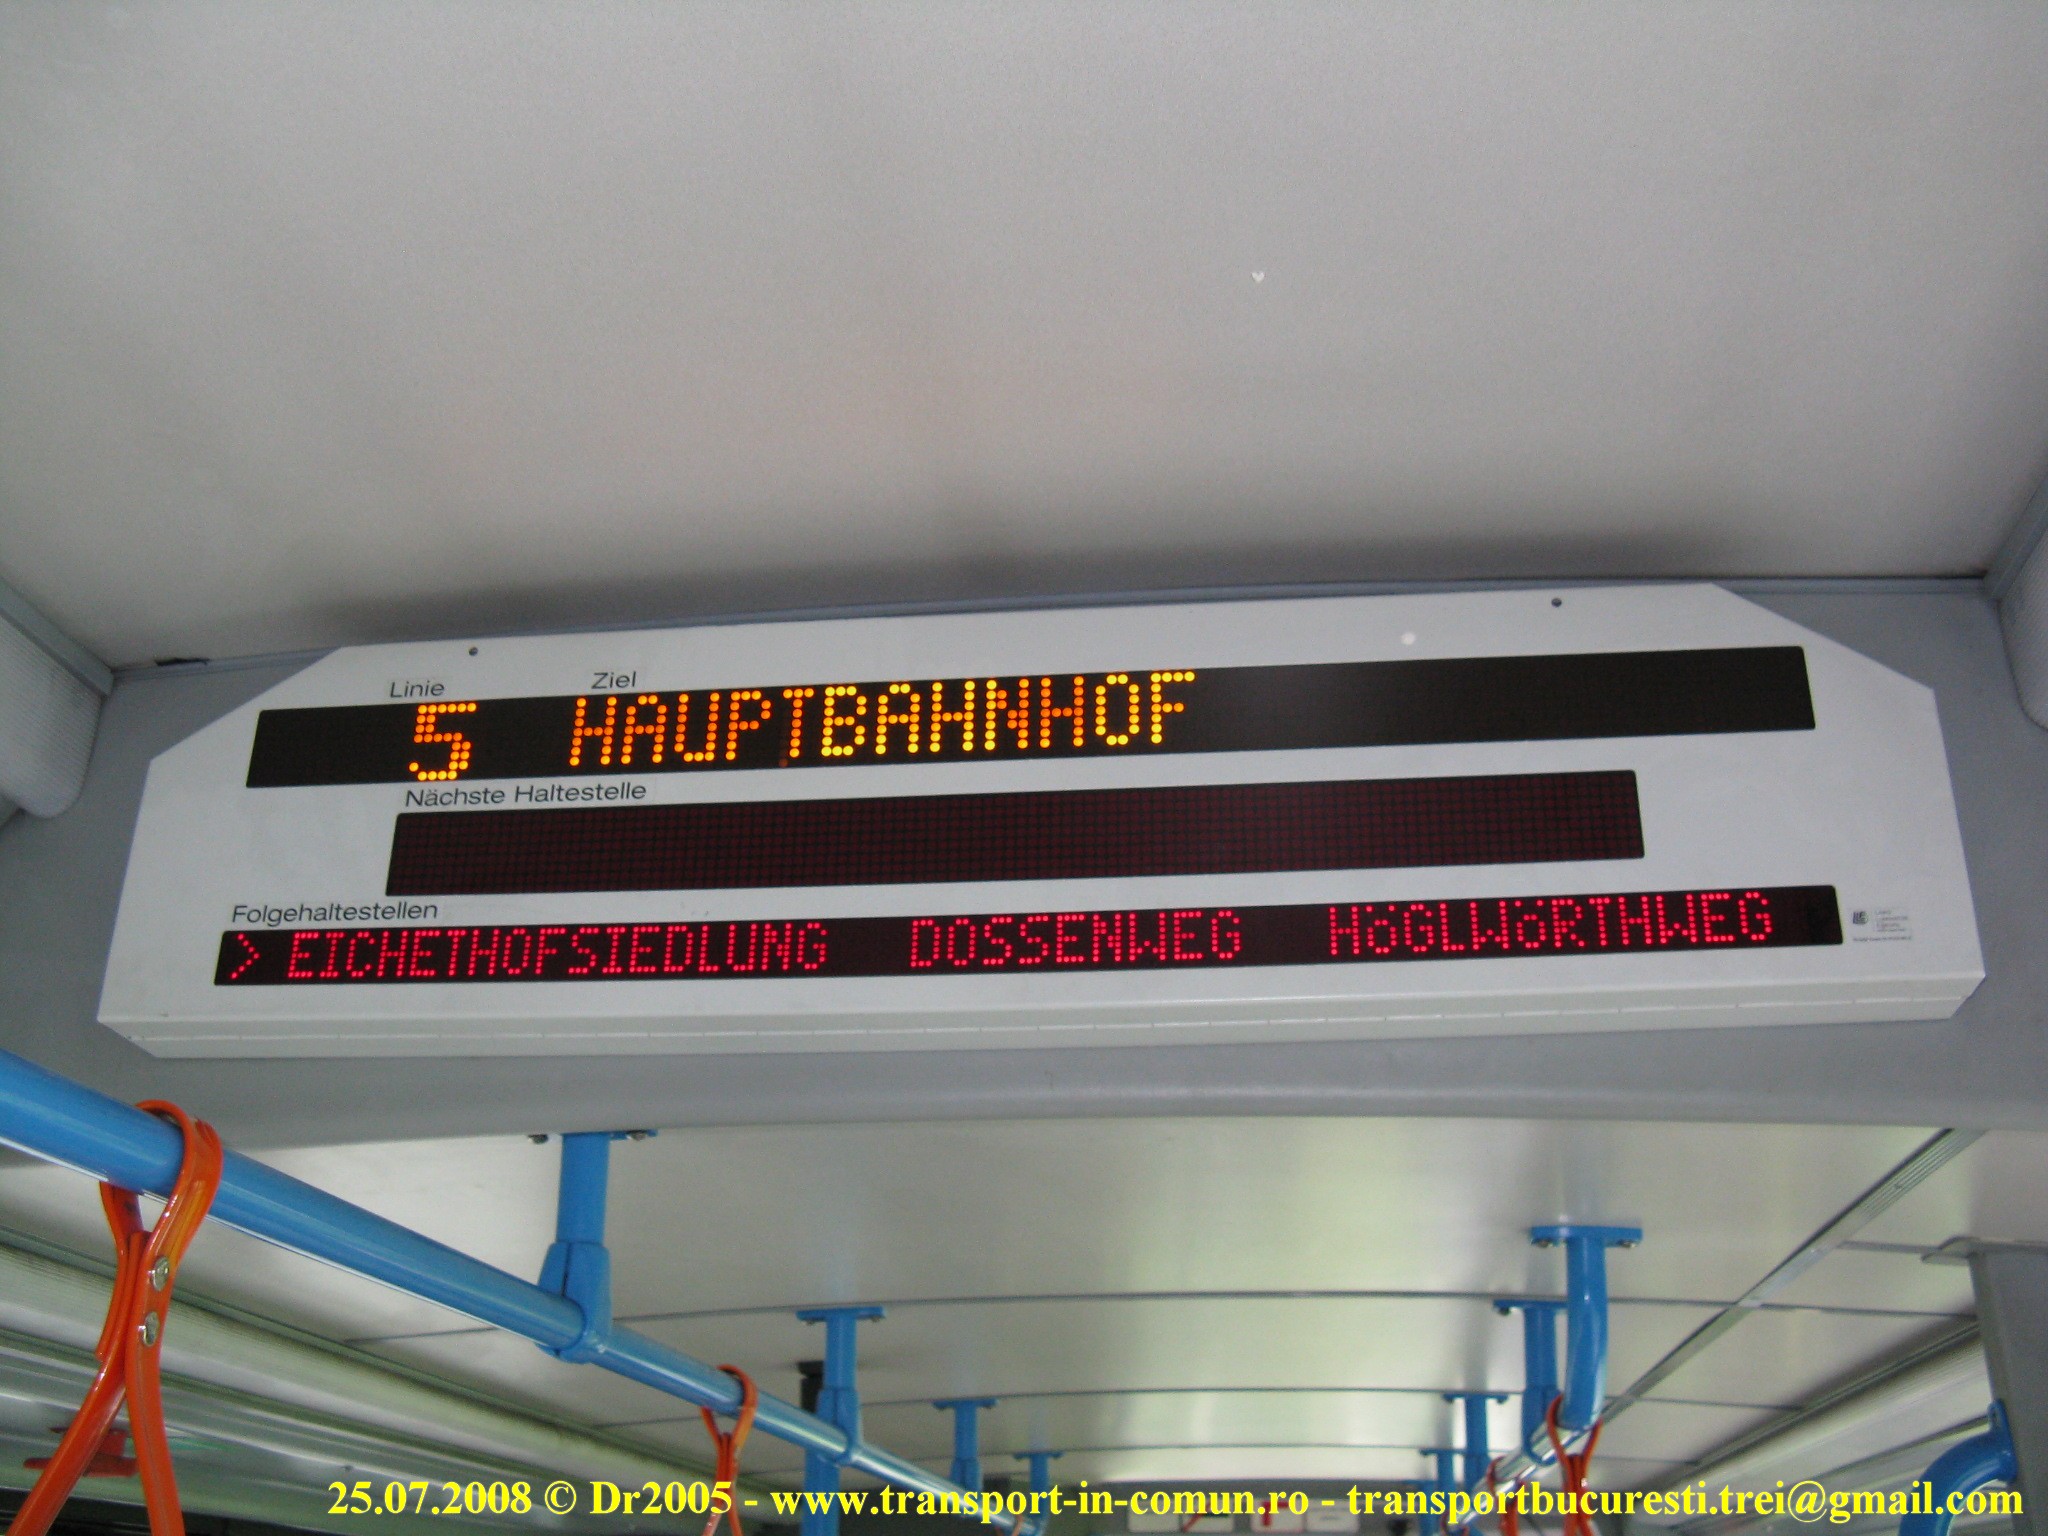 Linie Ziel
5 HAUPTBAHNHOF
Nächste Haltestelle
Folgehaltestellen
> EICHETHOFSIEDLUNG DOSSENWEG HÖGLWÖRTHWEG
25.07.2008 © Dr2005 - www.transport-in-comun.ro - transportbucuresti.trei@gmail.com